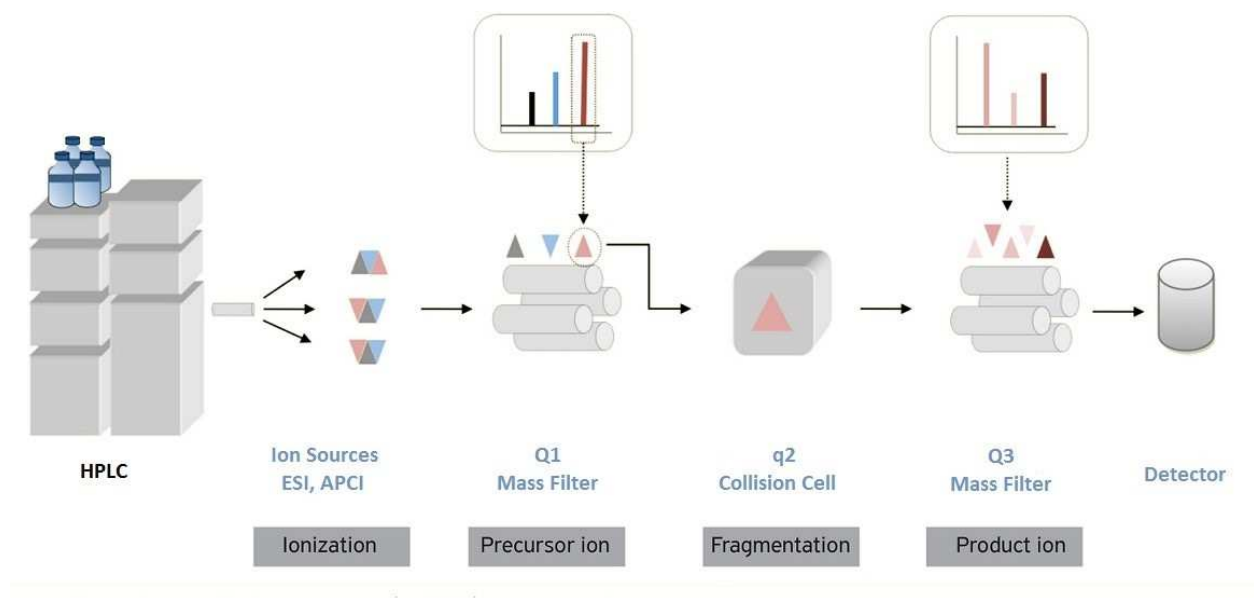 HPLC
Ion Sources
ESI, APCI
Q1
Mass Filter
q2
Collision Cell
Q3
Mass Filter
Detector
Ionization
Precursor ion
Fragmentation
Product ion